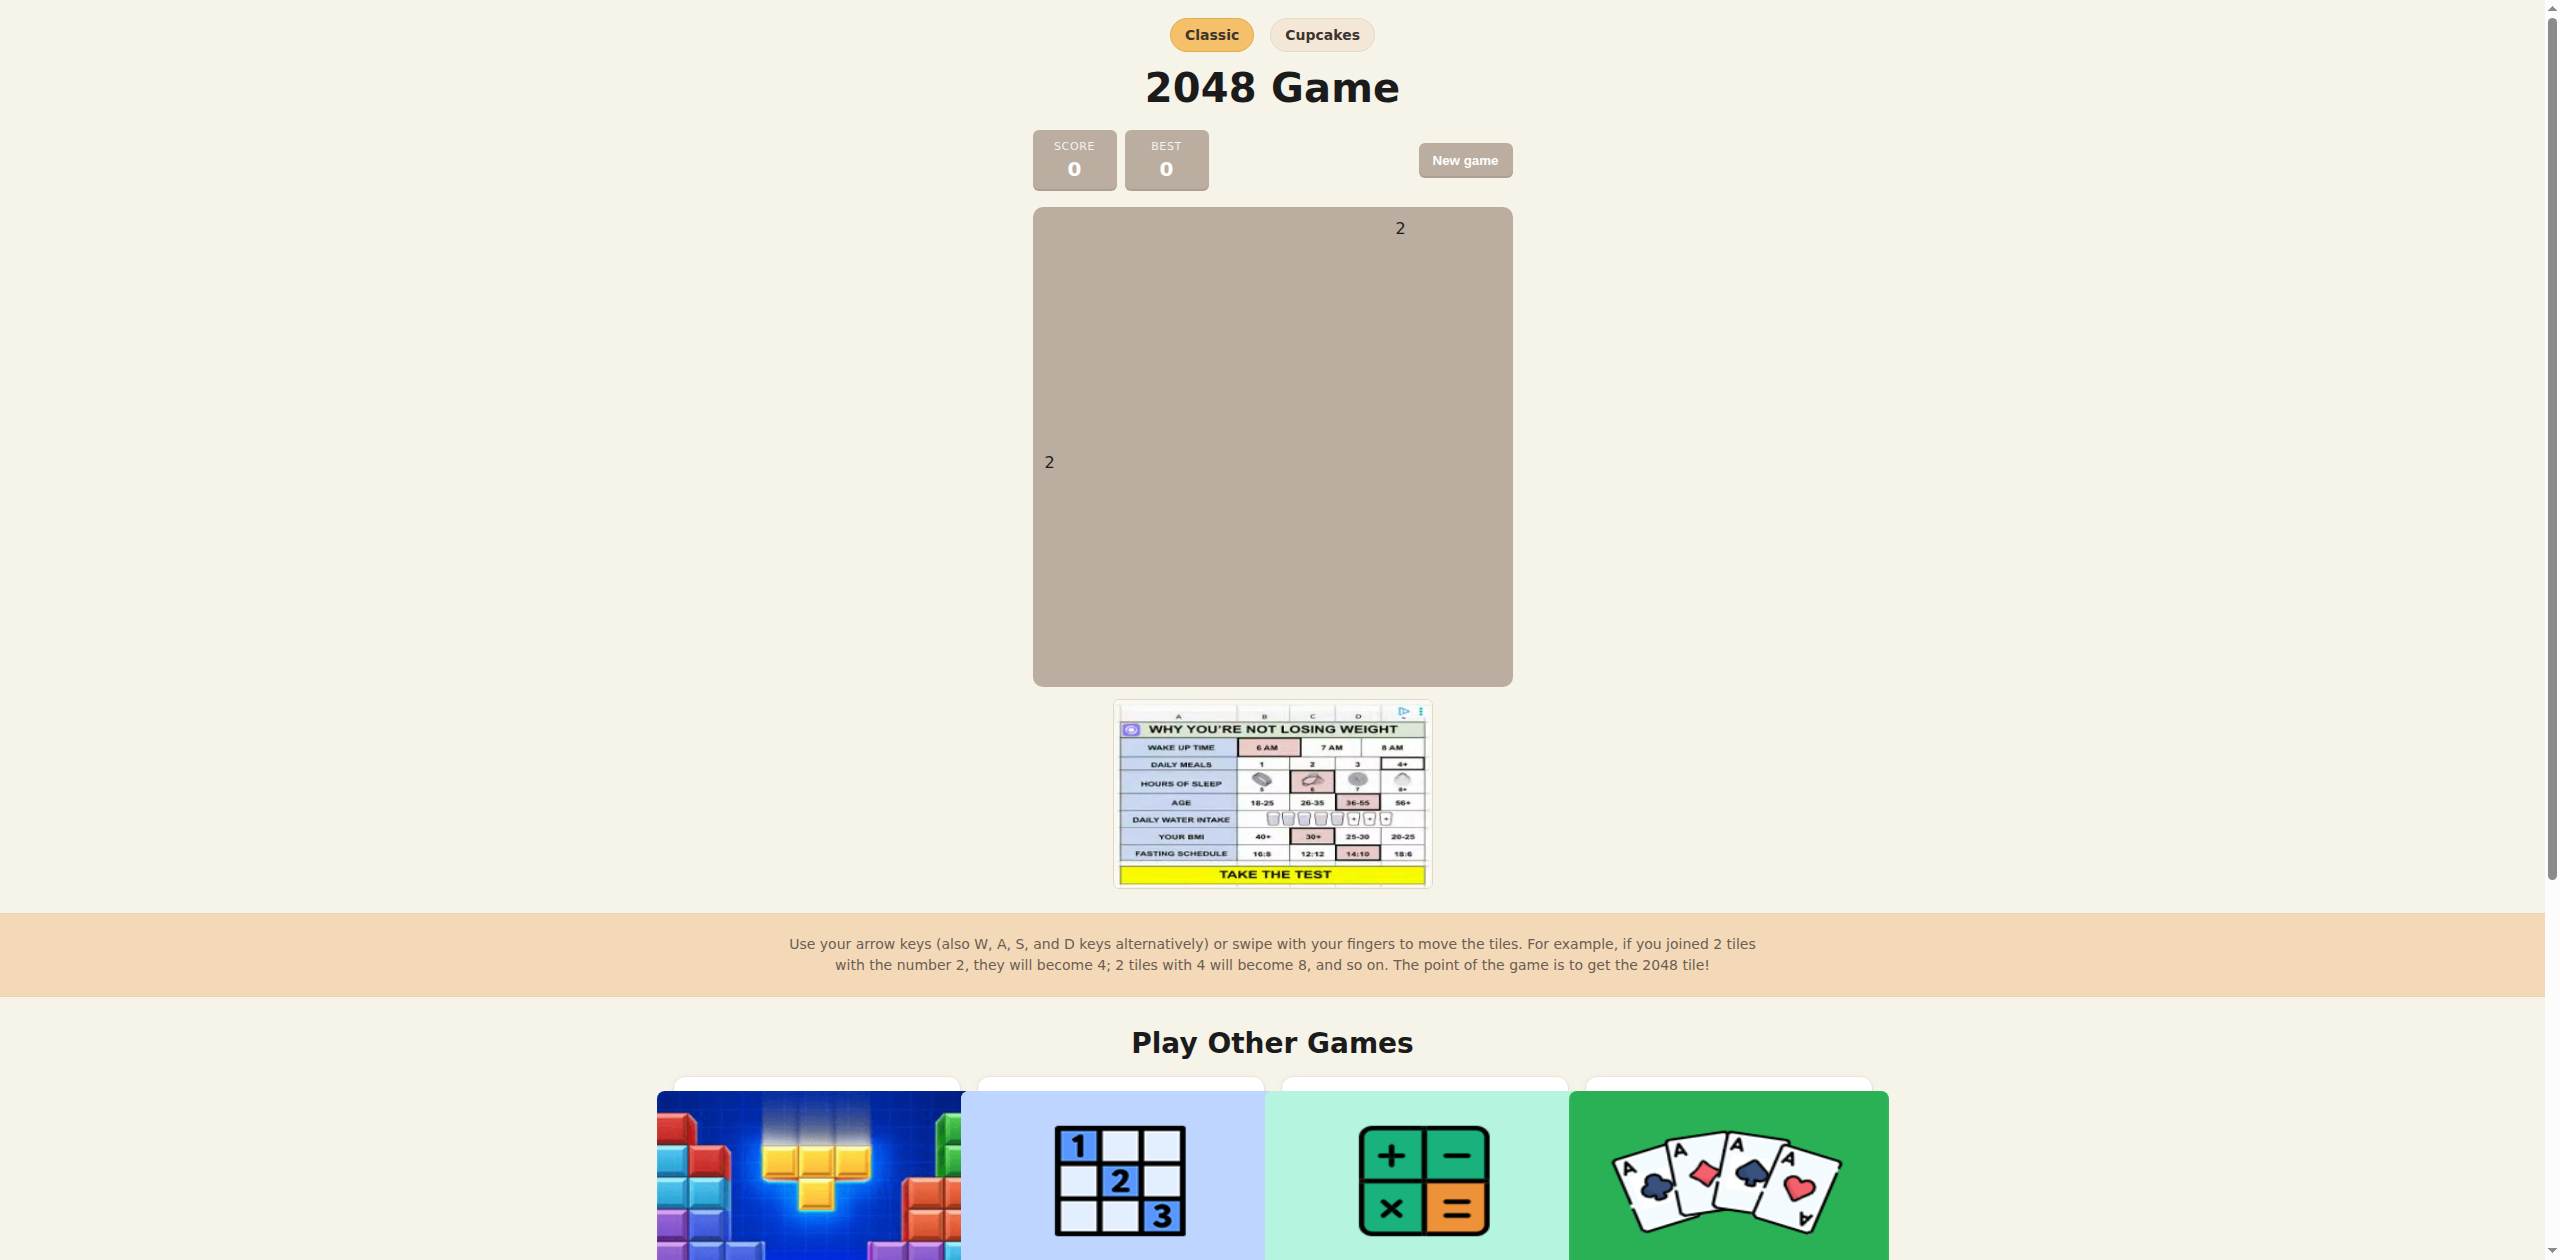 Classic Cupcakes
2048 Game
SCORE BEST
0 0
New game
2
2
A B C D
WHY YOU'RE NOT LOSING WEIGHT
WAKE UP TIME 6 AM 7 AM 8 AM
DAILY MEALS 1 2 3 4+
HOURS OF SLEEP 5 6 7 8+
AGE 18-25 26-35 36-55 56+
DAILY WATER INTAKE
YOUR BMI 40+ 30+ 25-30 20-25
FASTING SCHEDULE 16:8 12:12 14:10 18:6
TAKE THE TEST
Use your arrow keys (also W, A, S, and D keys alternatively) or swipe with your fingers to move the tiles. For example, if you joined 2 tiles
with the number 2, they will become 4; 2 tiles with 4 will become 8, and so on. The point of the game is to get the 2048 tile!
Play Other Games
1
2
3
+ −
× =
A A A A
A